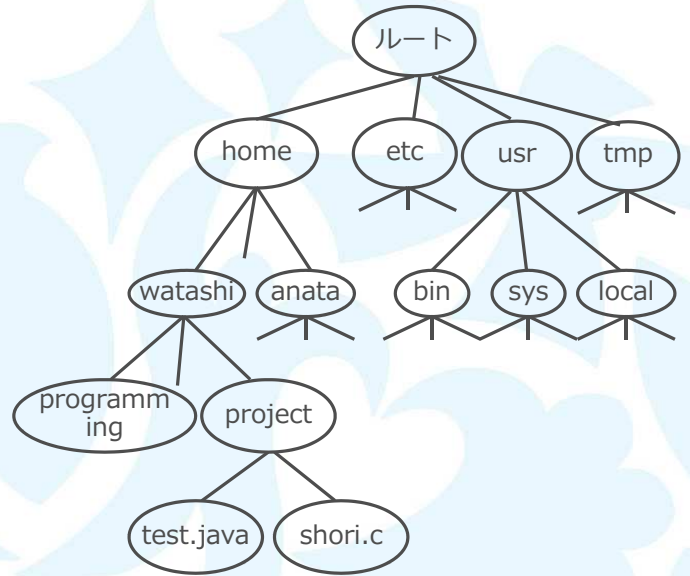 ルート
home
etc
usr
tmp
watashi
anata
bin
sys
local
programm
ing
project
test.java
shori.c